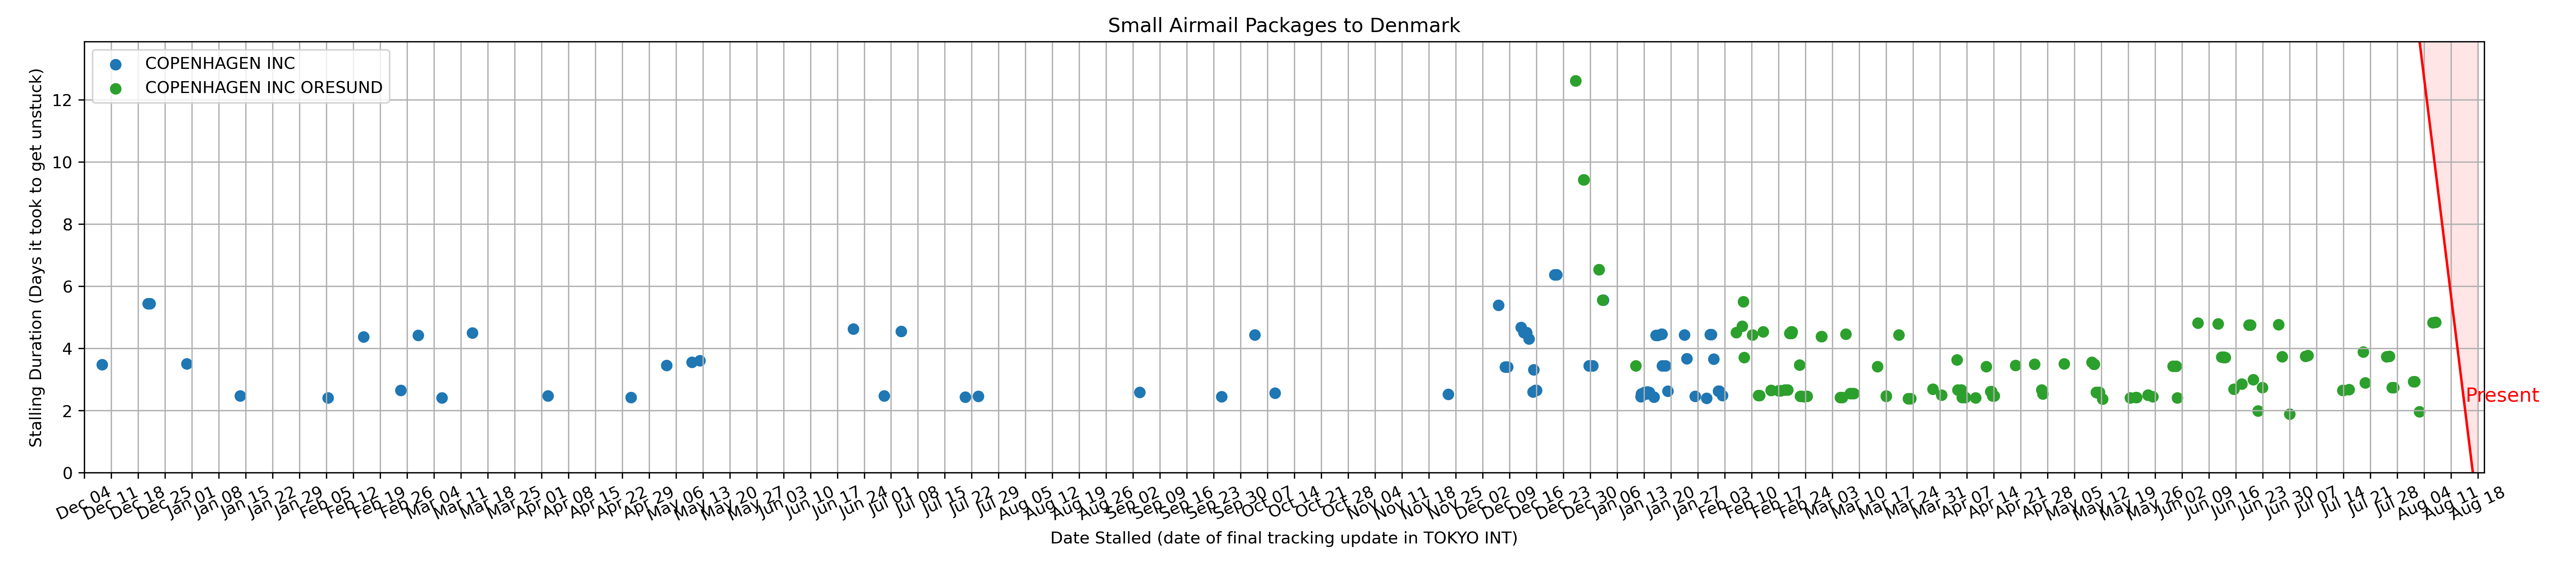 Small Airmail Packages to Denmark
COPENHAGEN INC
COPENHAGEN INC ORESUND
Stalling Duration (Days it took to get unstuck)
12
10
8
6
4
2
0
Present
Dec 04 Dec 11 Dec 18 Dec 25 Jan 01 Jan 08 Jan 15 Jan 22 Jan 29 Feb 05 Feb 12 Feb 19 Feb 26 Mar 04 Mar 11 Mar 18 Mar 25 Apr 01 Apr 08 Apr 15 Apr 22 Apr 29 May 06 May 13 May 20 May 27 Jun 03 Jun 10 Jun 17 Jun 24 Jul 01 Jul 08 Jul 15 Jul 22 Jul 29 Aug 05 Aug 12 Aug 19 Aug 26 Sep 02 Sep 09 Sep 16 Sep 23 Sep 30 Oct 07 Oct 14 Oct 21 Oct 28 Nov 04 Nov 11 Nov 18 Nov 25 Dec 02 Dec 09 Dec 16 Dec 23 Dec 30 Jan 06 Jan 13 Jan 20 Jan 27 Feb 03 Feb 10 Feb 17 Feb 24 Mar 03 Mar 10 Mar 17 Mar 24 Mar 31 Apr 07 Apr 14 Apr 21 Apr 28 May 05 May 12 May 19 May 26 Jun 02 Jun 09 Jun 16 Jun 23 Jun 30 Jul 07 Jul 14 Jul 21 Jul 28 Aug 04 Aug 11 Aug 18
Date Stalled (date of final tracking update in TOKYO INT)